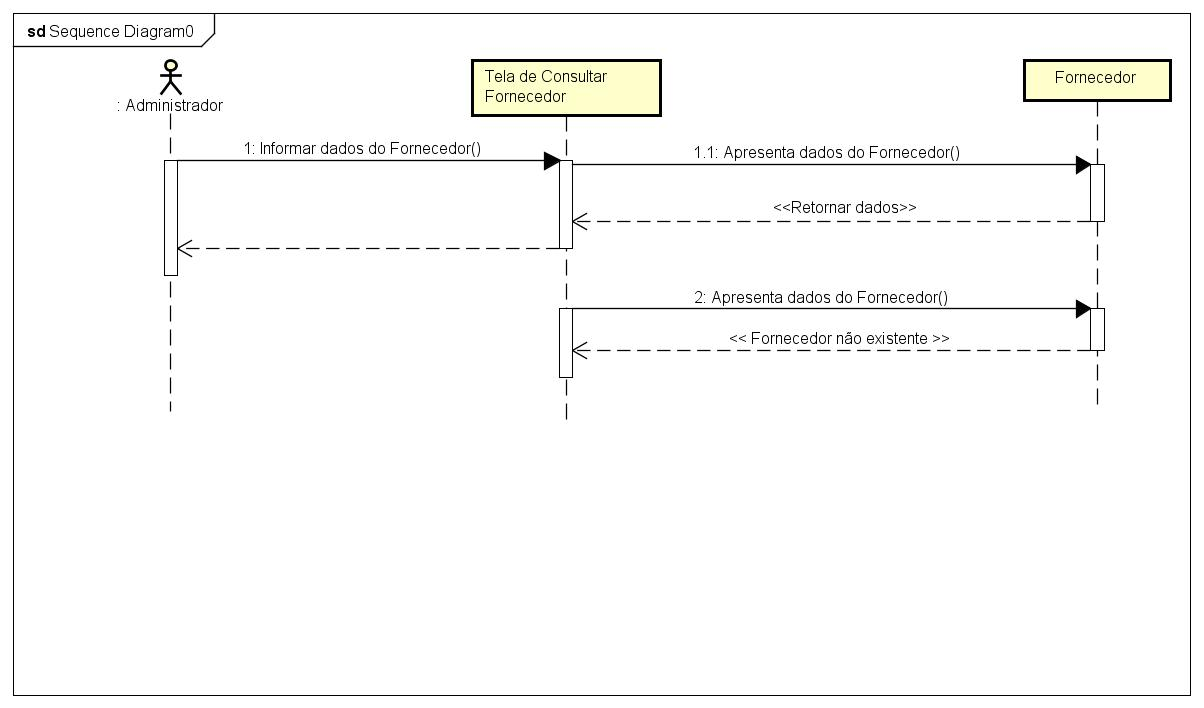 sd Sequence Diagram0
: Administrador
Tela de Consultar
Fornecedor
Fornecedor
1: Informar dados do Fornecedor()
1.1: Apresenta dados do Fornecedor()
<<Retornar dados>>
2: Apresenta dados do Fornecedor()
<< Fornecedor não existente >>